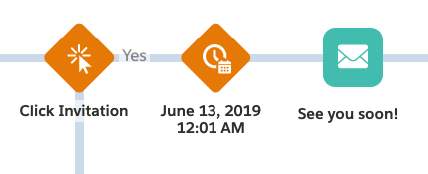 Yes
Click Invitation
June 13, 2019
12:01 AM
See you soon!